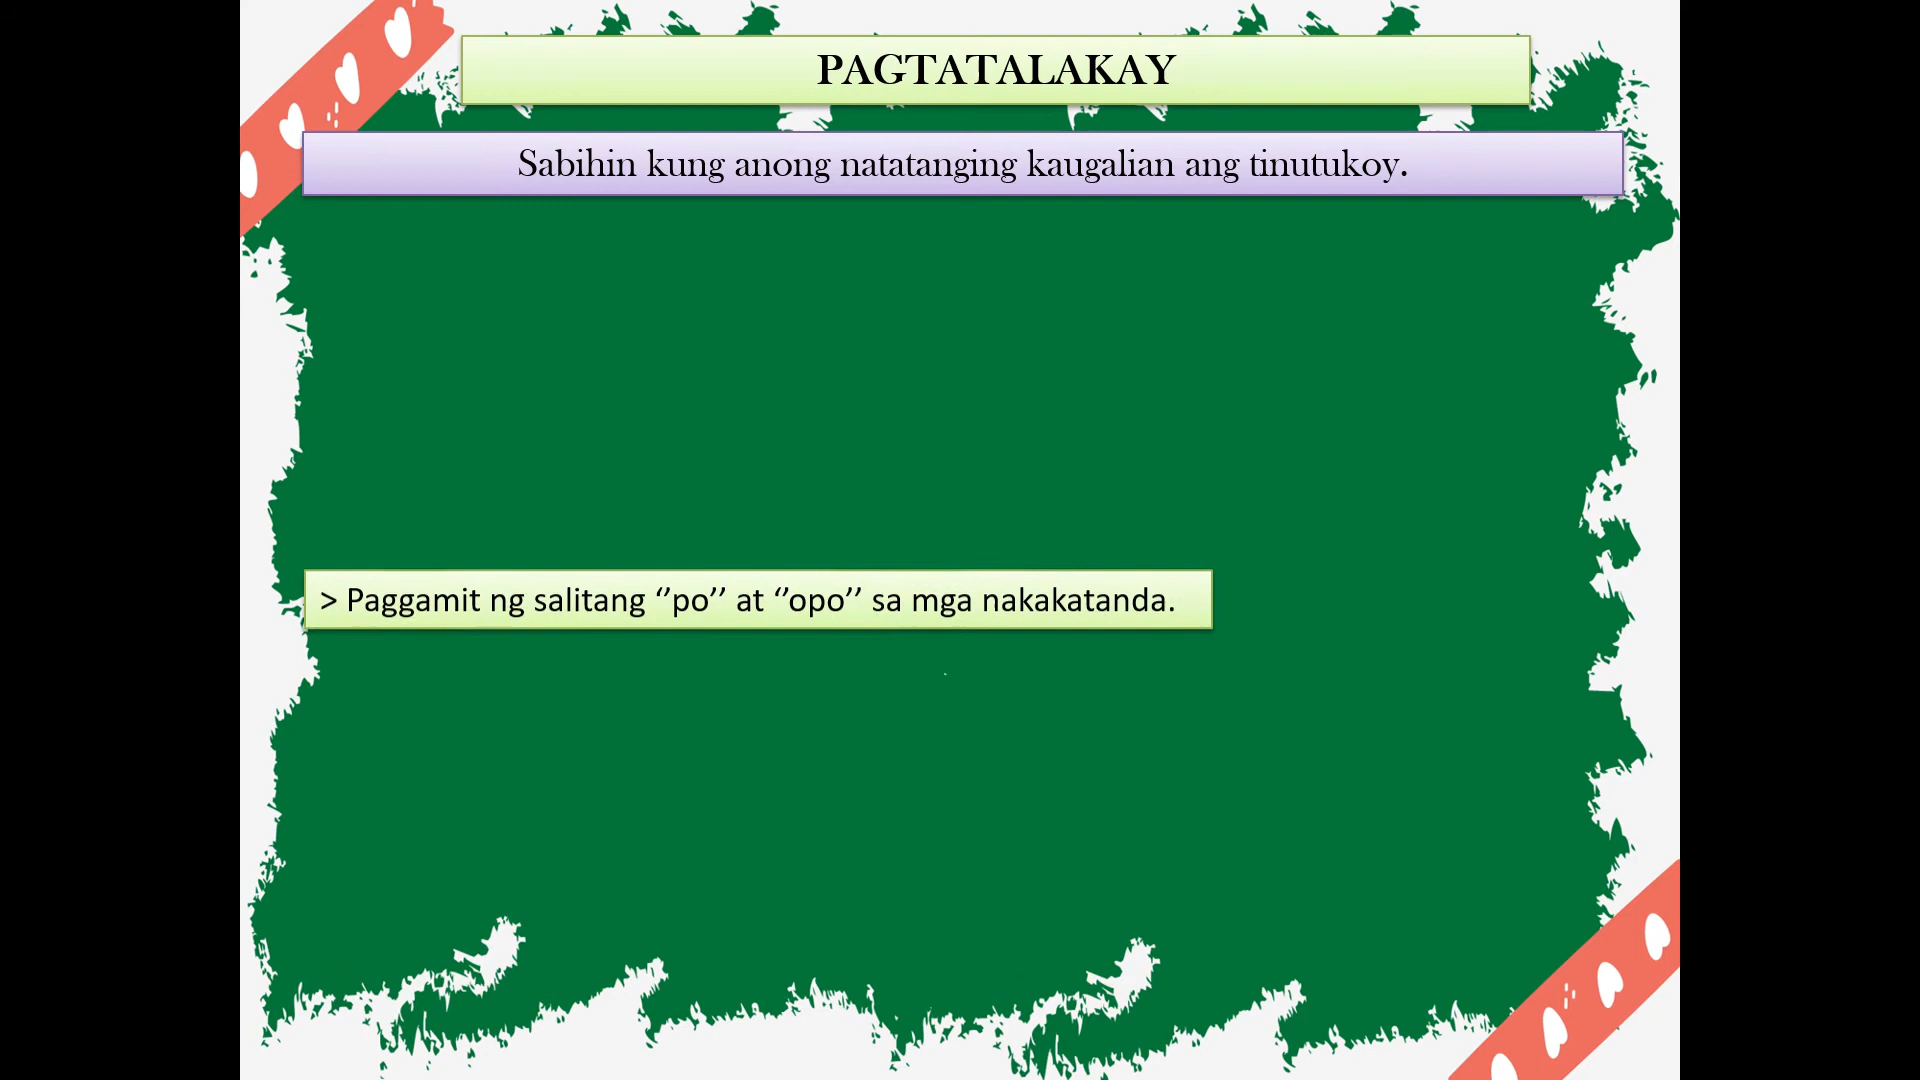 PAGTATALAKAY
Sabihin kung anong natatanging kaugalian ang tinutukoy.
> Paggamit ng salitang ‘’po’’ at ‘’opo’’ sa mga nakakatanda.